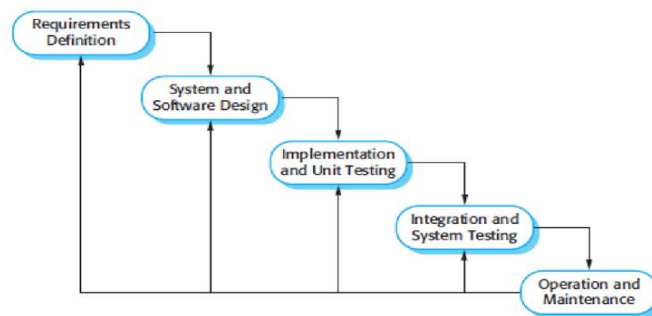 Requirements
Definition
System and
Software Design
Implementation
and Unit Testing
Integration and
System Testing
Operation and
Maintenance